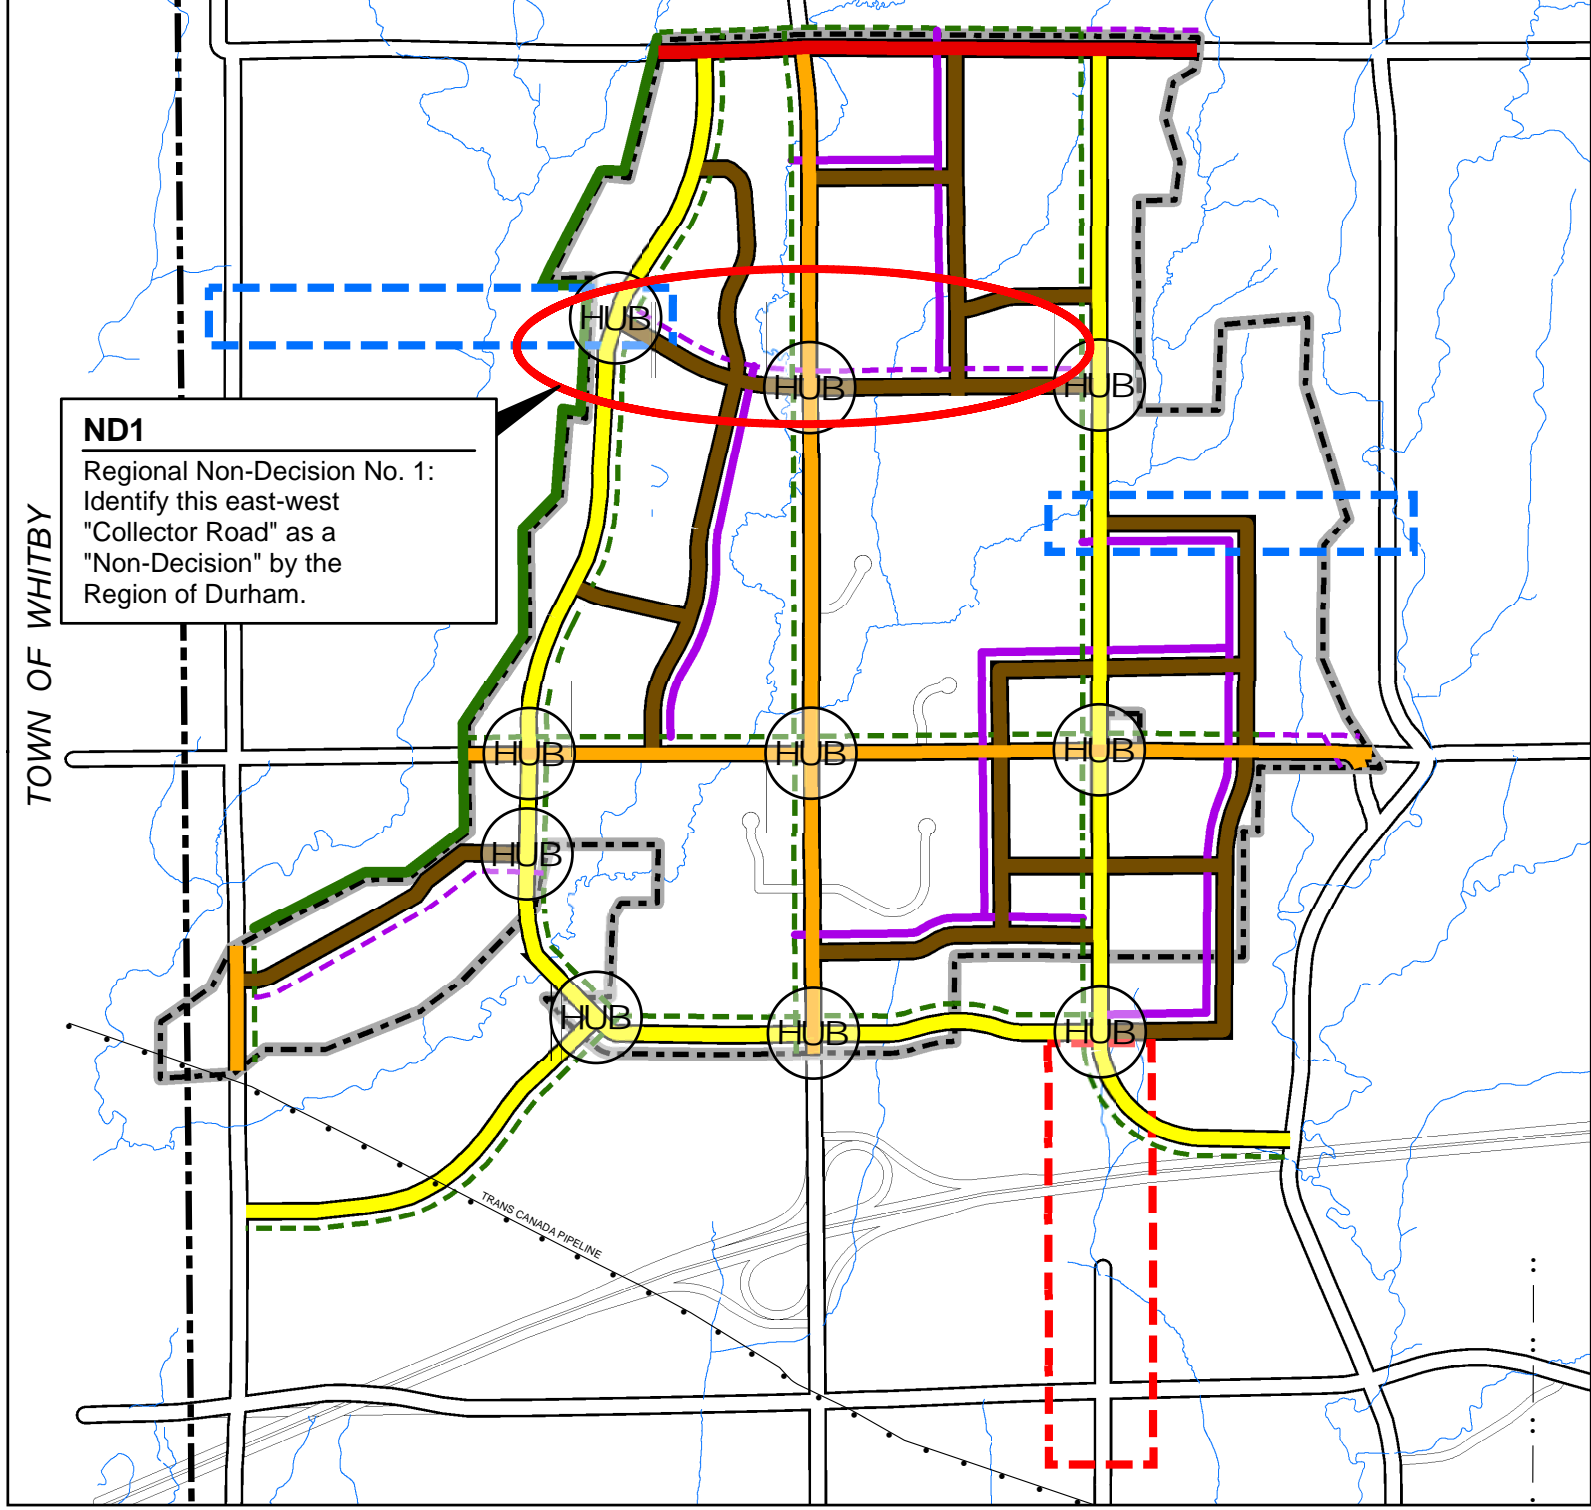 HUB
HUB
HUB
ND1
Regional Non-Decision No. 1:
Identify this east-west
"Collector Road" as a
"Non-Decision" by the
Region of Durham.
TOWN OF WHITBY
HUB
HUB
HUB
HUB
HUB
HUB
HUB
TRANS CANADA PIPELINE